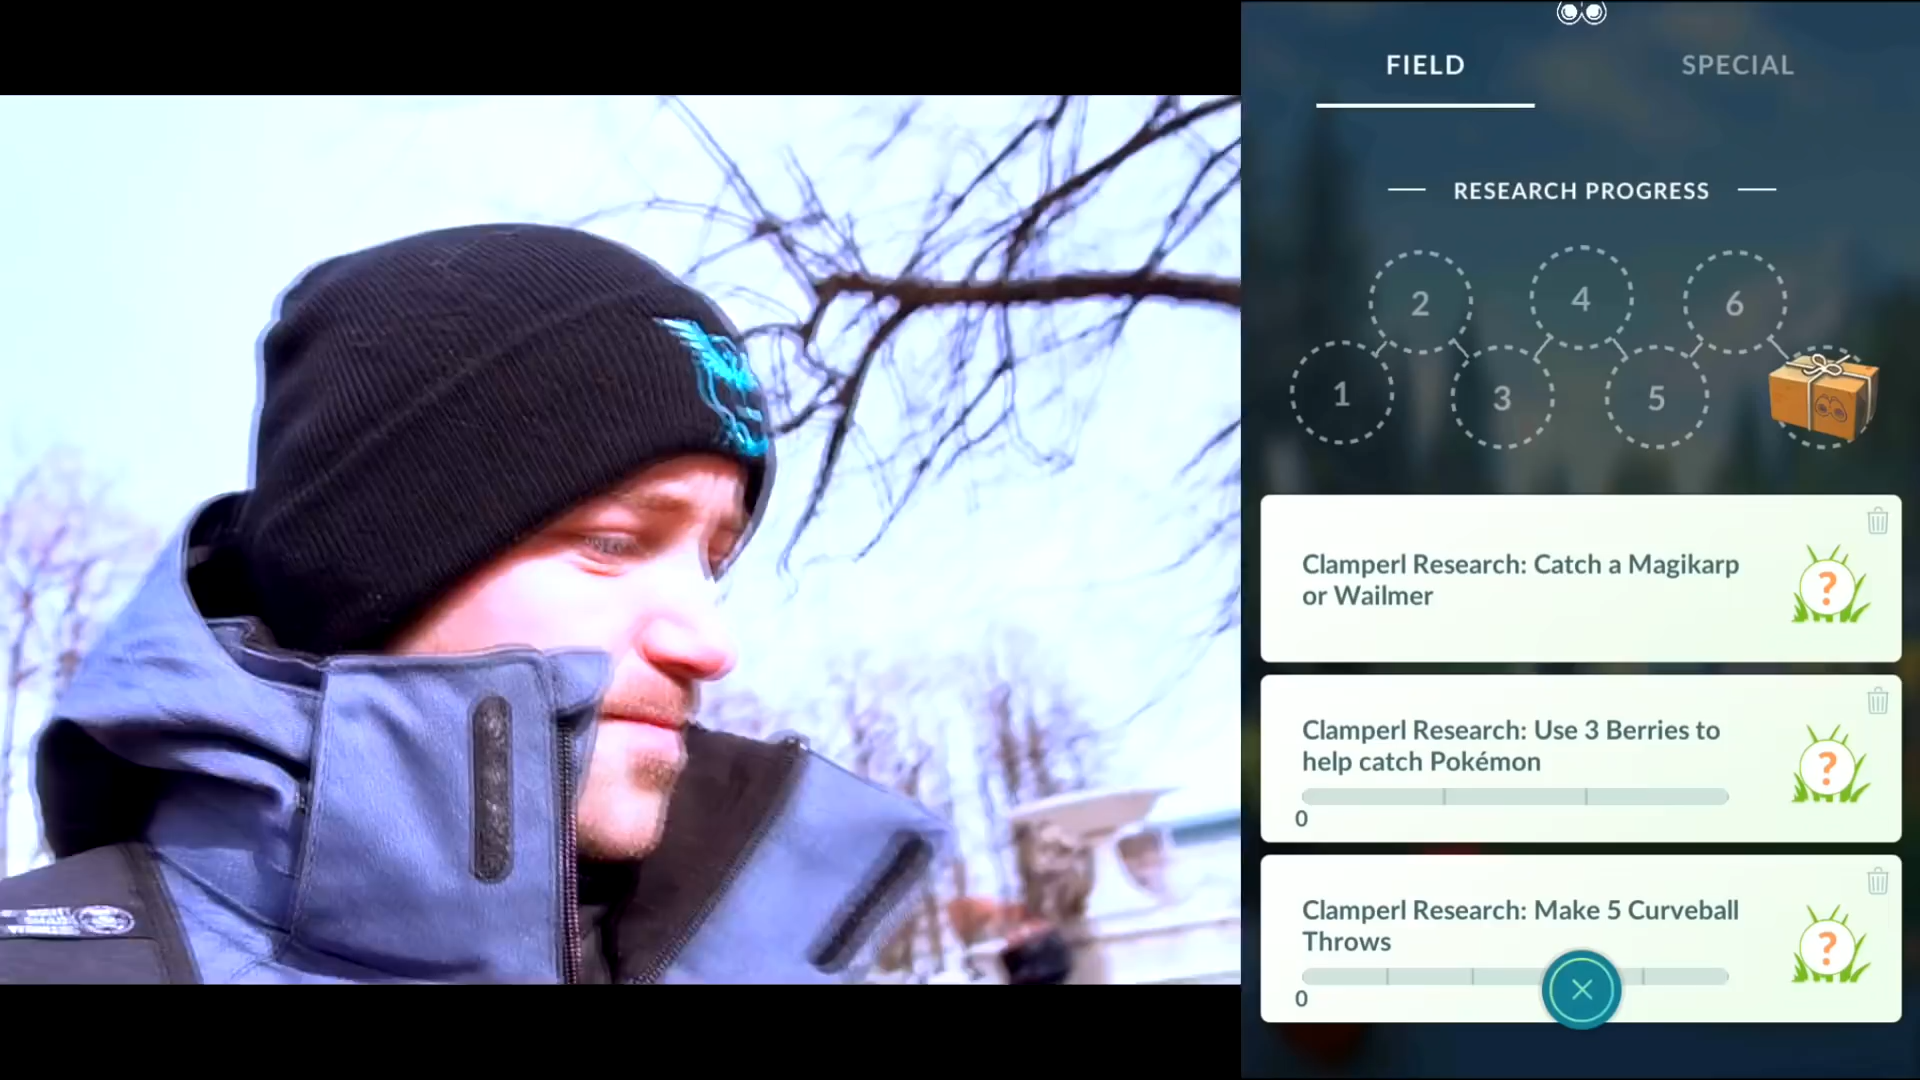 FIELD
SPECIAL
RESEARCH PROGRESS
2
4
6
1
3
5
Clamperl Research: Catch a Magikarp
or Wailmer
?
Clamperl Research: Use 3 Berries to
help catch Pokémon
0
?
Clamperl Research: Make 5 Curveball
Throws
0
?